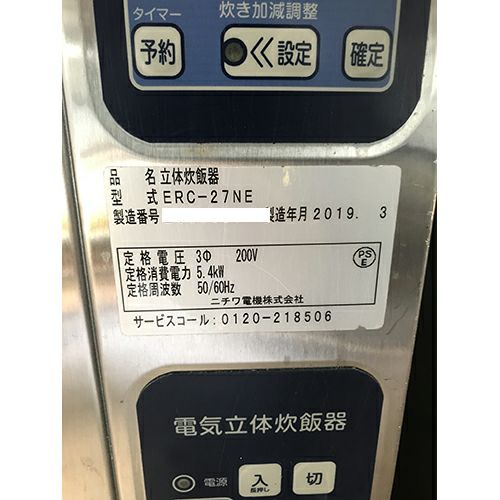 タイマー 炊き加減調整
予約 設定 確定
品 名 立体炊飯器
型 式 ERC-27NE
製造番号 製造年月 2019. 3
定格電圧 3Φ 200V
定格消費電力 5.4kW
定格周波数 50/60Hz
PSE
ニチワ電機株式会社
サービスコール:0120-218506
電気立体炊飯器
電源 入 切
長押し